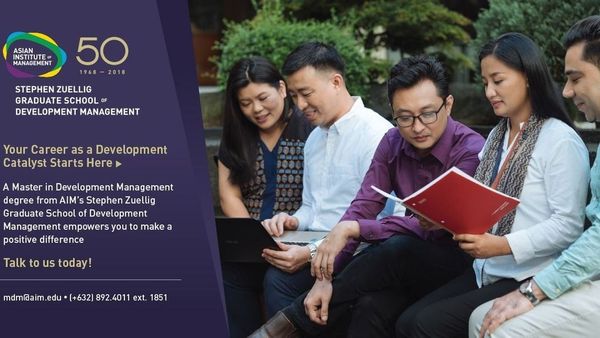 ASIAN
INSTITUTE OF
MANAGEMENT
50
1968 – 2018
STEPHEN ZUELLIG
GRADUATE SCHOOL OF
DEVELOPMENT MANAGEMENT
Your Career as a Development
Catalyst Starts Here ▸
A Master in Development Management
degree from AIM's Stephen Zuellig
Graduate School of Development
Management empowers you to make a
positive difference
Talk to us today!
mdm@aim.edu • (+632) 892.4011 ext. 1851